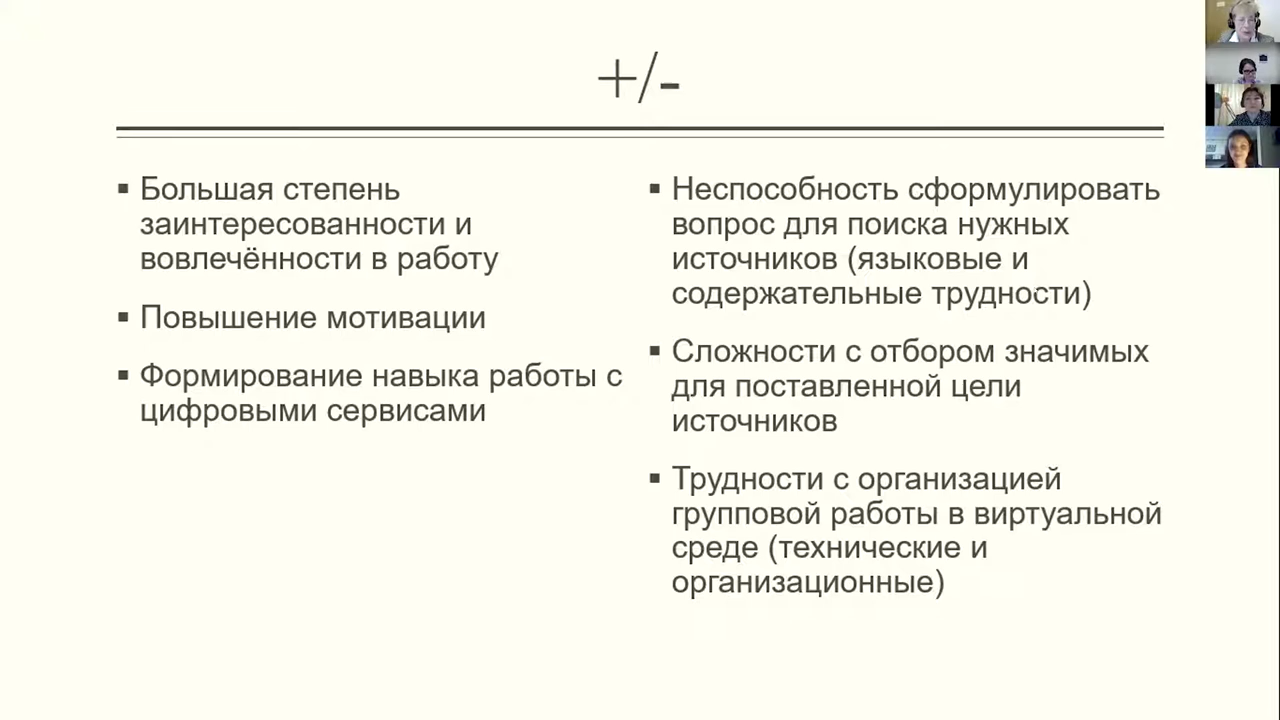 +/-
▪ Большая степень
заинтересованности и
вовлечённости в работу
▪ Повышение мотивации
▪ Формирование навыка работы с
цифровыми сервисами
▪ Неспособность сформулировать
вопрос для поиска нужных
источников (языковые и
содержательные трудности)
▪ Сложности с отбором значимых
для поставленной цели
источников
▪ Трудности с организацией
групповой работы в виртуальной
среде (технические и
организационные)